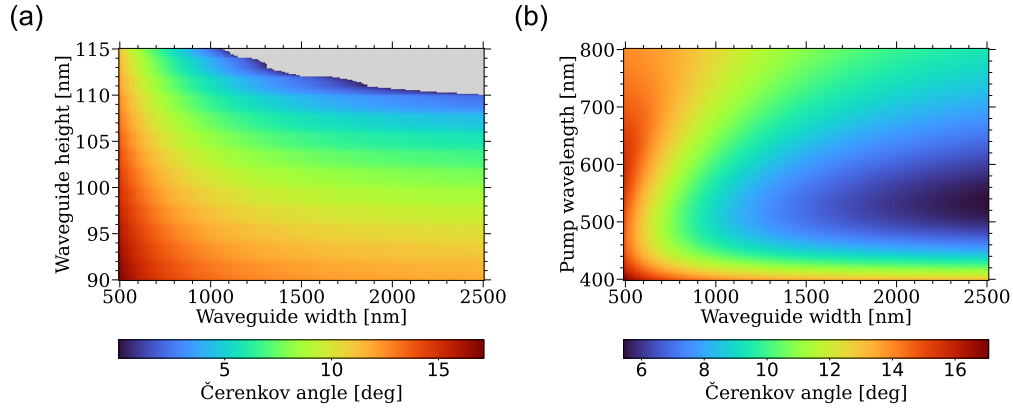 (a)
(b)
115
110
105
100
95
90
Waveguide height [nm]
500 1000 1500 2000 2500
Waveguide width [nm]
5 10 15
Čerenkov angle [deg]
800
700
600
500
400
Pump wavelength [nm]
500 1000 1500 2000 2500
Waveguide width [nm]
6 8 10 12 14 16
Čerenkov angle [deg]